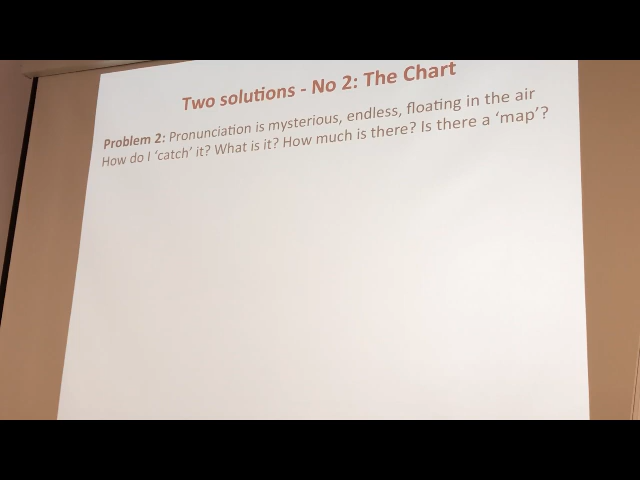 Two solutions - No 2: The Chart
Problem 2: Pronunciation is mysterious, endless, floating in the air
How do I ‘catch’ it? What is it? How much is there? Is there a ‘map’?